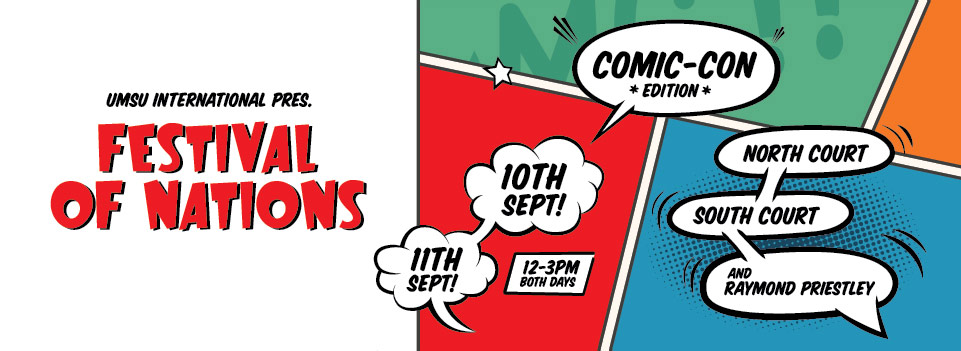 UMSU INTERNATIONAL PRES.
FESTIVAL
OF NATIONS
COMIC-CON
* EDITION *
10TH
SEPT!
11TH
SEPT!
12-3PM
BOTH DAYS
NORTH COURT
SOUTH COURT
AND
RAYMOND PRIESTLEY